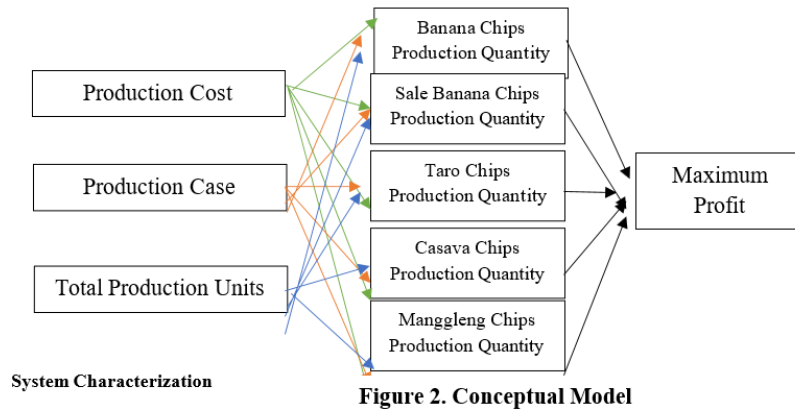 Banana Chips
Production Quantity
Production Cost
Sale Banana Chips
Production Quantity
Production Case
Taro Chips
Production Quantity
Maximum
Profit
Total Production Units
Casava Chips
Production Quantity
Manggleng Chips
Production Quantity
System Characterization
Figure 2. Conceptual Model